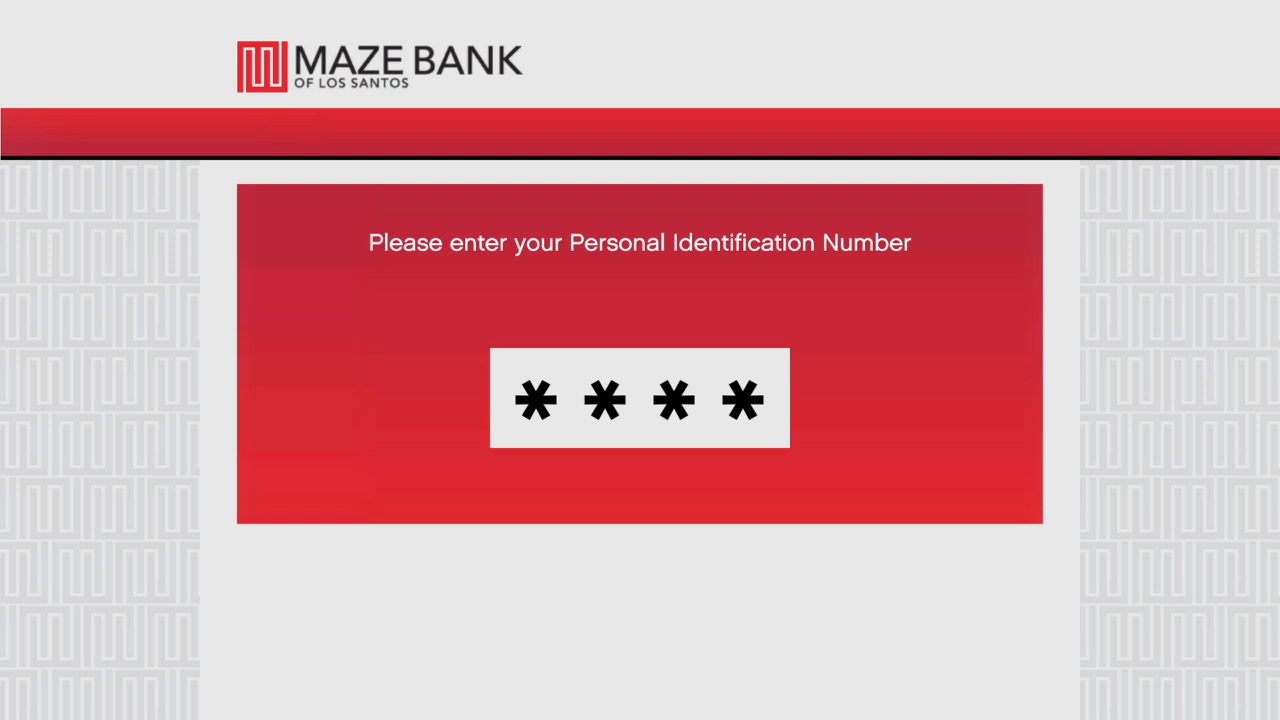 MAZE BANK
OF LOS SANTOS
Please enter your Personal Identification Number
* * * *